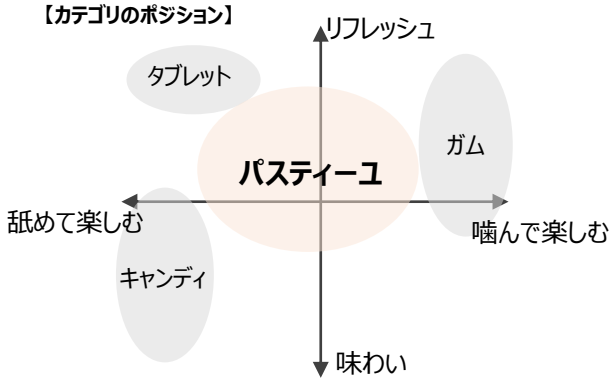 【カテゴリのポジション】
リフレッシュ
タブレット
ガム
パスティーユ
舐めて楽しむ
噛んで楽しむ
キャンディ
味わい